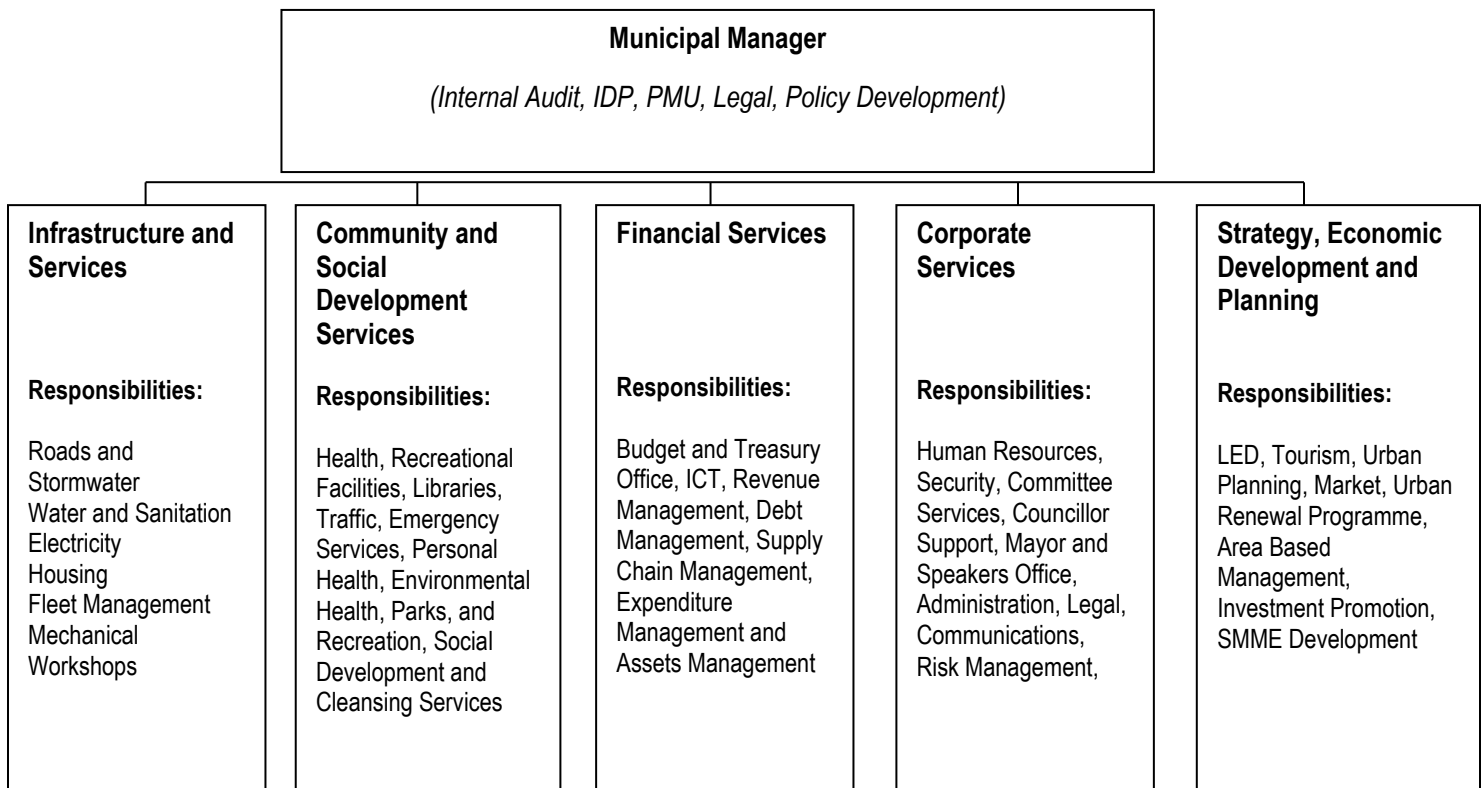 Municipal Manager
(Internal Audit, IDP, PMU, Legal, Policy Development)
Infrastructure and
Services
Responsibilities:
Roads and
Stormwater
Water and Sanitation
Electricity
Housing
Fleet Management
Mechanical
Workshops
Community and
Social
Development
Services
Responsibilities:
Health, Recreational
Facilities, Libraries,
Traffic, Emergency
Services, Personal
Health, Environmental
Health, Parks, and
Recreation, Social
Development and
Cleansing Services
Financial Services
Responsibilities:
Budget and Treasury
Office, ICT, Revenue
Management, Debt
Management, Supply
Chain Management,
Expenditure
Management and
Assets Management
Corporate
Services
Responsibilities:
Human Resources,
Security, Committee
Services, Councillor
Support, Mayor and
Speakers Office,
Administration, Legal,
Communications,
Risk Management,
Strategy, Economic
Development and
Planning
Responsibilities:
LED, Tourism, Urban
Planning, Market, Urban
Renewal Programme,
Area Based
Management,
Investment Promotion,
SMME Development